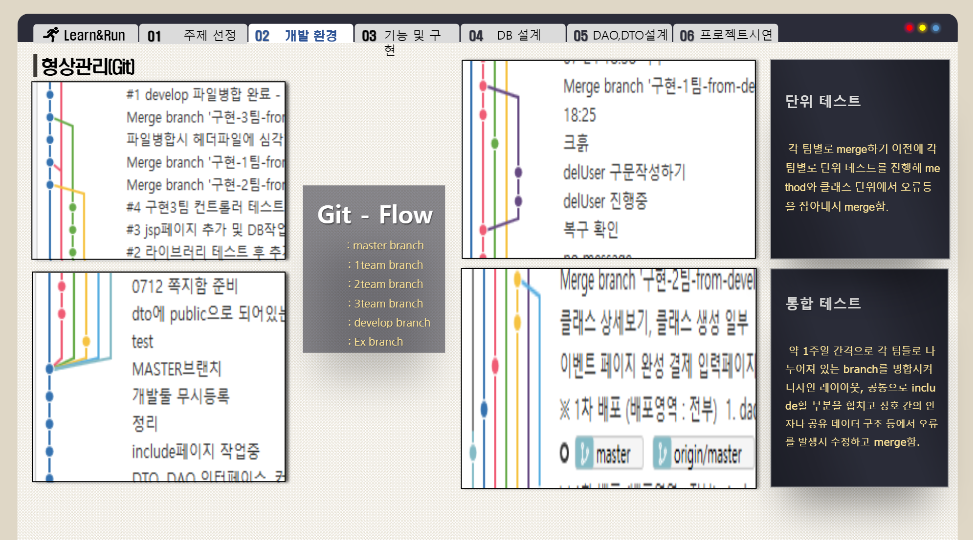 Learn&Run
01 주제 선정
02 개발 환경
03 기능 및 구
현
04 DB 설계
05 DAO,DTO설계
06 프로젝트시연
형상관리(Git)
#1 develop 파일병합 완료 -
Merge branch '구현-3팀-fror
파일병합시 헤더파일에 심각
Merge branch '구현-1팀-fror
Merge branch '구현-2팀-fror
#4 구현3팀 컨트롤러 테스트
#3 jsp페이지 추가 및 DB작업
#2 라이브러리 테스트 후 추
0712 쪽지함 준비
dto에 public으로 되어있는
test
MASTER브랜치
개발툴 무시등록
정리
include페이지 작업중
DTO, DAO 인터페이스,
Git - Flow
: master branch
: 1team branch
: 2team branch
: 3team branch
: develop branch
: Ex branch
Merge branch '구현-1팀-from-de
18:25
크흙
delUser 구문작성하기
delUser 진행중
복구 확인
no message
Merge branch '구현-2팀-from-devel
클래스 상세보기, 클래스 생성 일부
이벤트 페이지 완성 결제 입력페이지
※ 1차 배포 (배포영역 : 전부) 1. dao
master origin/master
단위 테스트
각 팀별로 merge하기 이전에 각
팀별로 단위 테스트를 진행해 me
thod와 클래스 단위에서 오류등
을 잡아내서 merge함.
통합 테스트
약 1주일 간격으로 각 팀들로 나
누어져 있는 branch를 병합시켜
디자인 레이아웃, 공통으로 inclu
de할 부분을 합치고 상호 간의 인
자나 공유 데이터 구조 등에서 오류
를 발생시 수정하고 merge함.